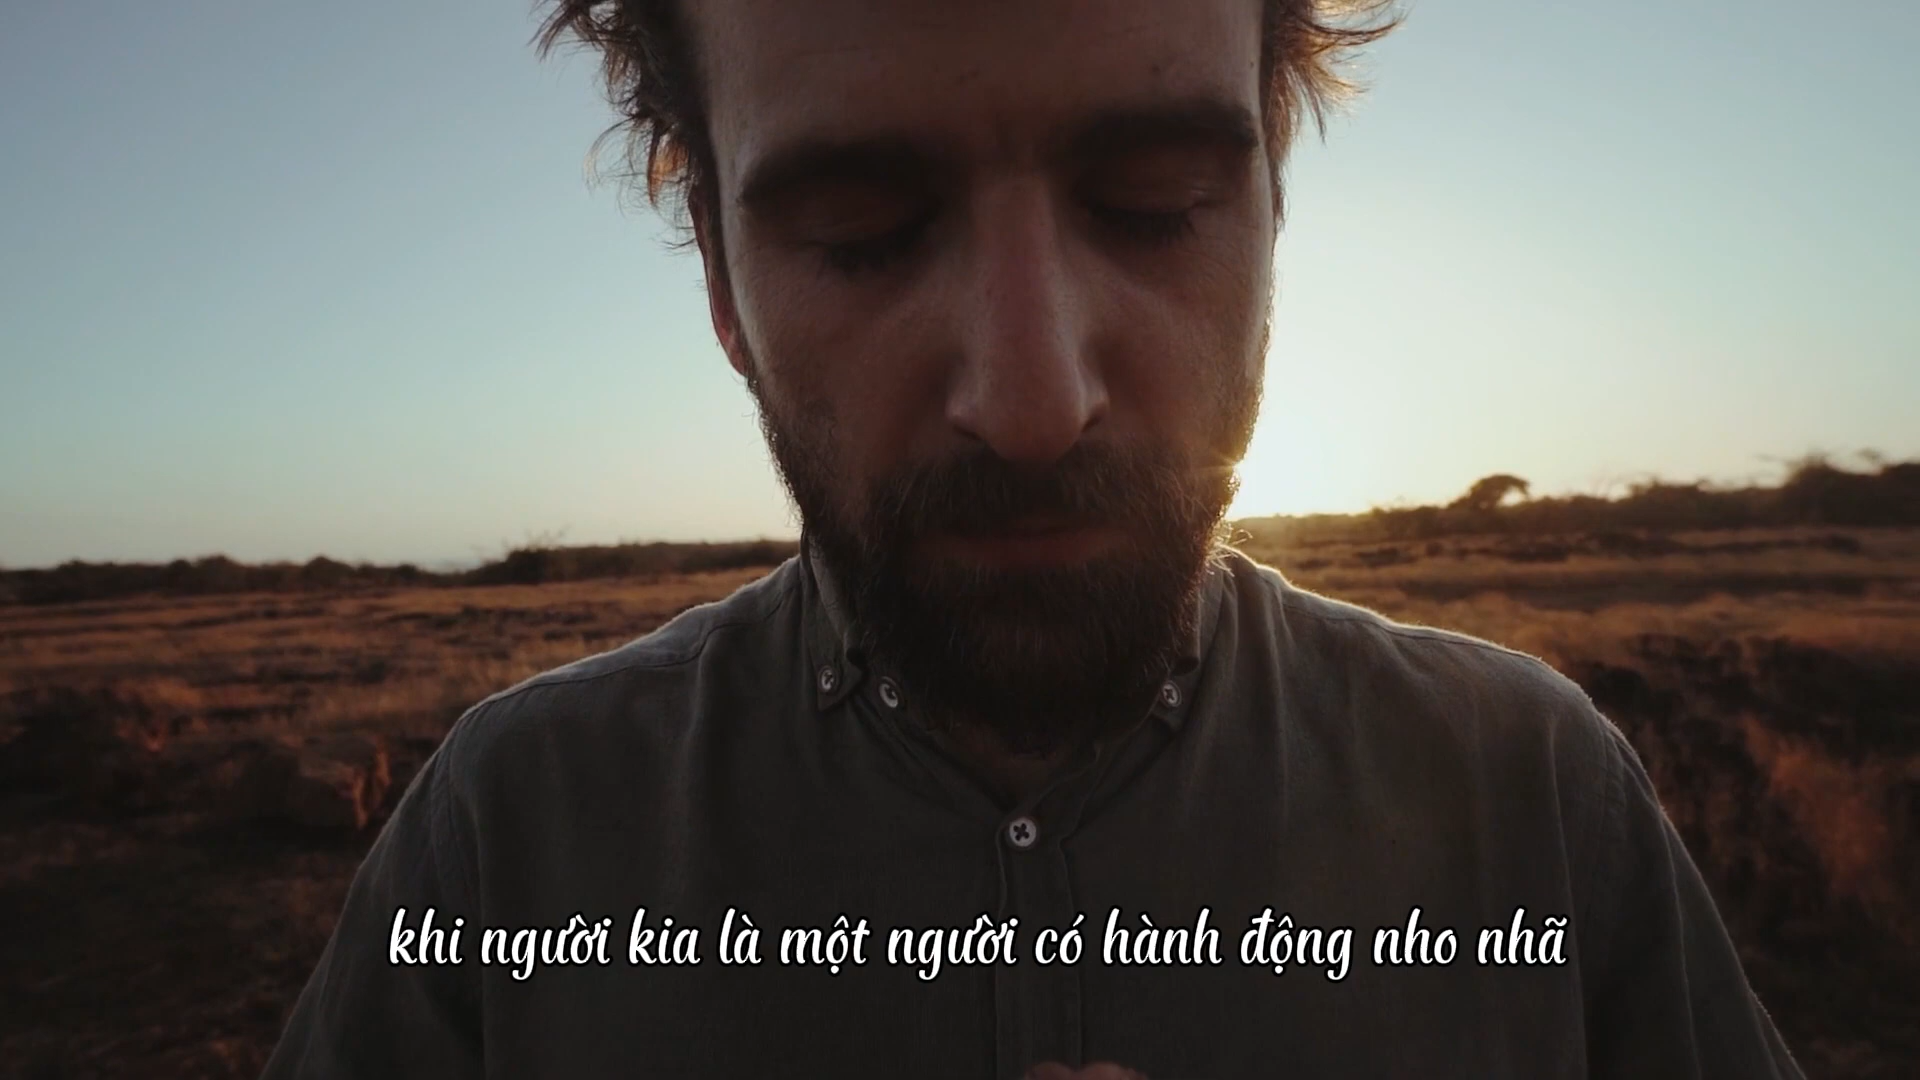 khi người kia là một người có hành động nho nhã